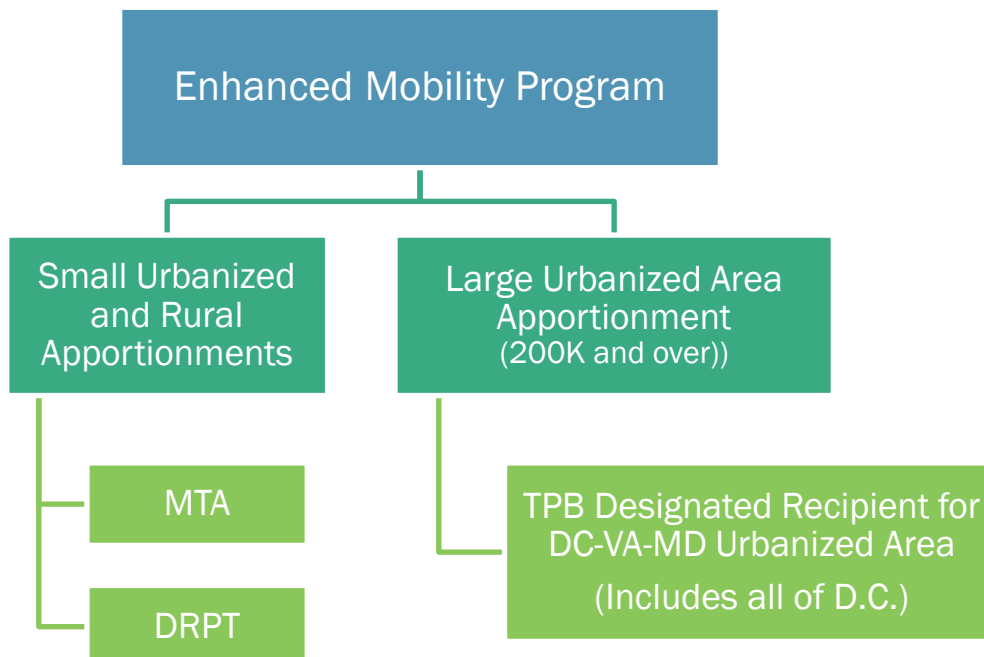 Enhanced Mobility Program
Small Urbanized
and Rural
Apportionments
Large Urbanized Area
Apportionment
(200K and over))
MTA
DRPT
TPB Designated Recipient for
DC-VA-MD Urbanized Area
(Includes all of D.C.)